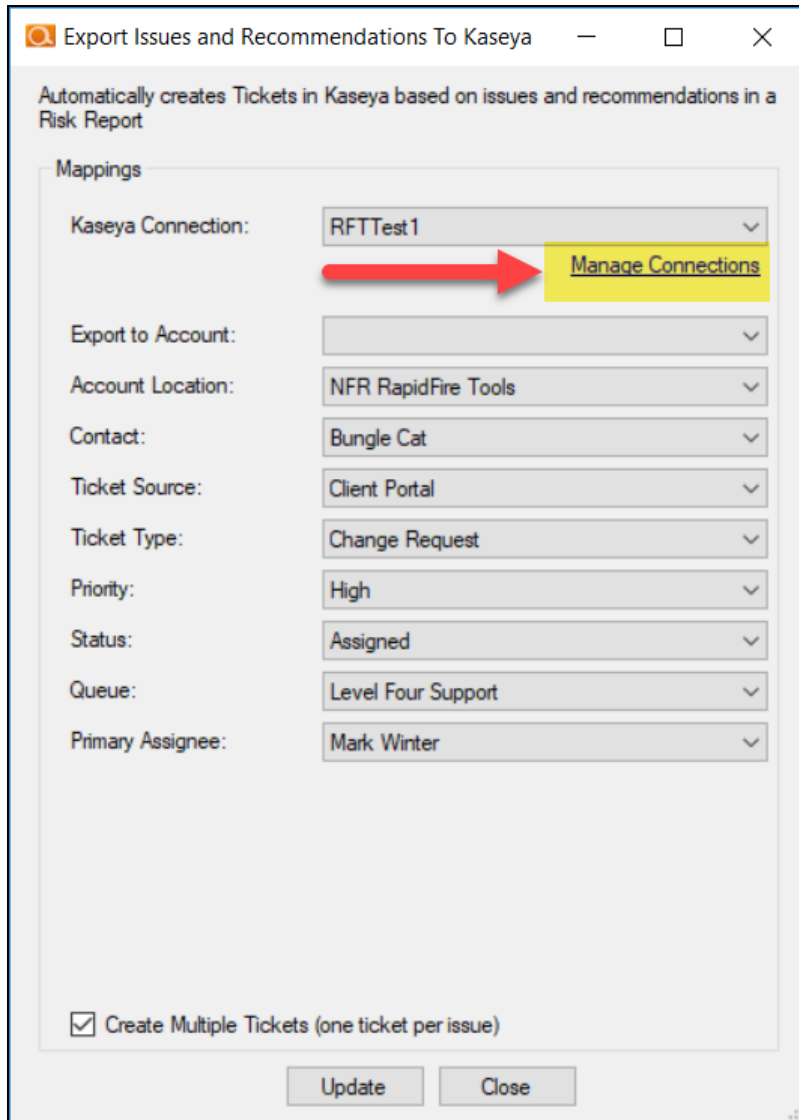 Export Issues and Recommendations To Kaseya
Automatically creates Tickets in Kaseya based on issues and recommendations in a
Risk Report
Mappings
Kaseya Connection: RFTTest1
Manage Connections
Export to Account:
Account Location: NFR RapidFire Tools
Contact: Bungle Cat
Ticket Source: Client Portal
Ticket Type: Change Request
Priority: High
Status: Assigned
Queue: Level Four Support
Primary Assignee: Mark Winter
Create Multiple Tickets (one ticket per issue)
Update Close